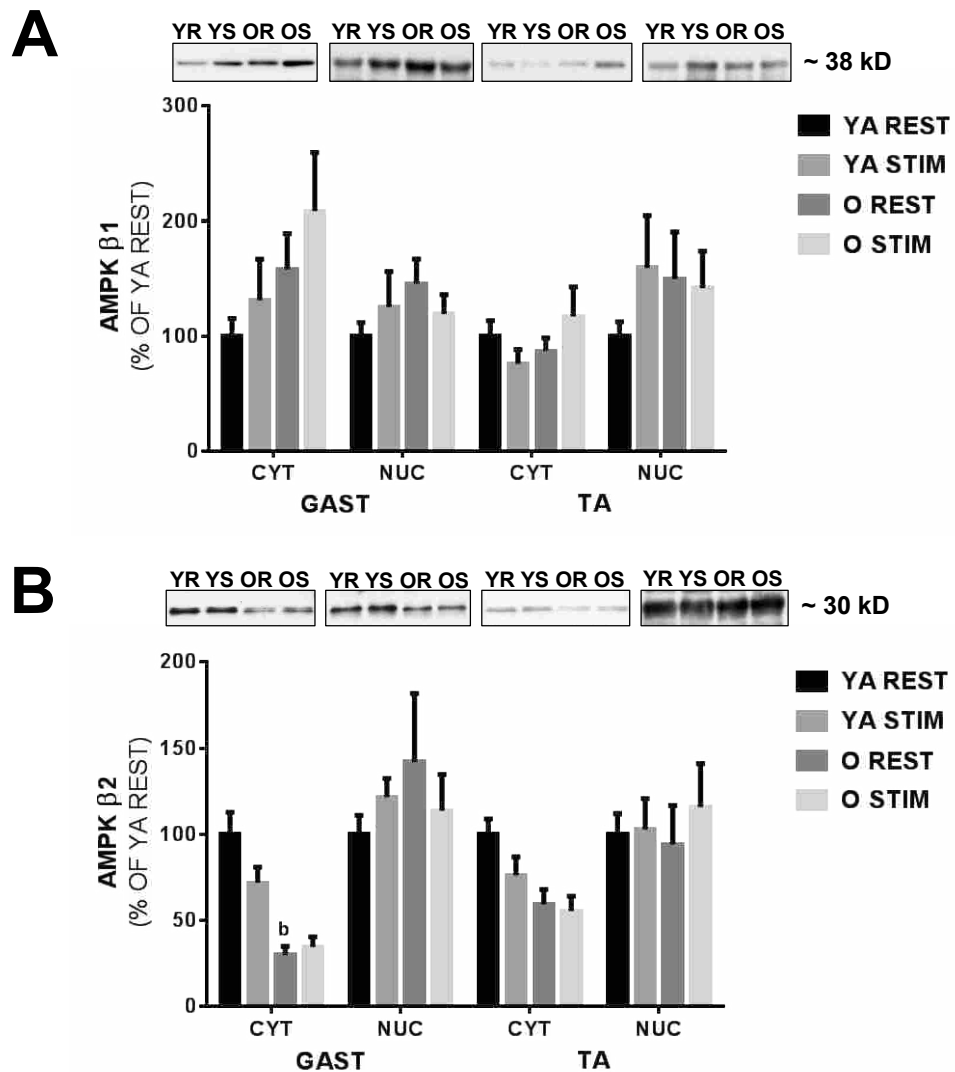 A
YR YS OR OS YR YS OR OS YR YS OR OS YR YS OR OS
~ 38 kD
300
200
100
0
AMPK β1
(% OF YA REST)
YA REST
YA STIM
O REST
O STIM
CYT NUC CYT NUC
GAST TA
B
YR YS OR OS YR YS OR OS YR YS OR OS YR YS OR OS
~ 30 kD
200
150
100
50
0
AMPK β2
(% OF YA REST)
b
YA REST
YA STIM
O REST
O STIM
CYT NUC CYT NUC
GAST TA